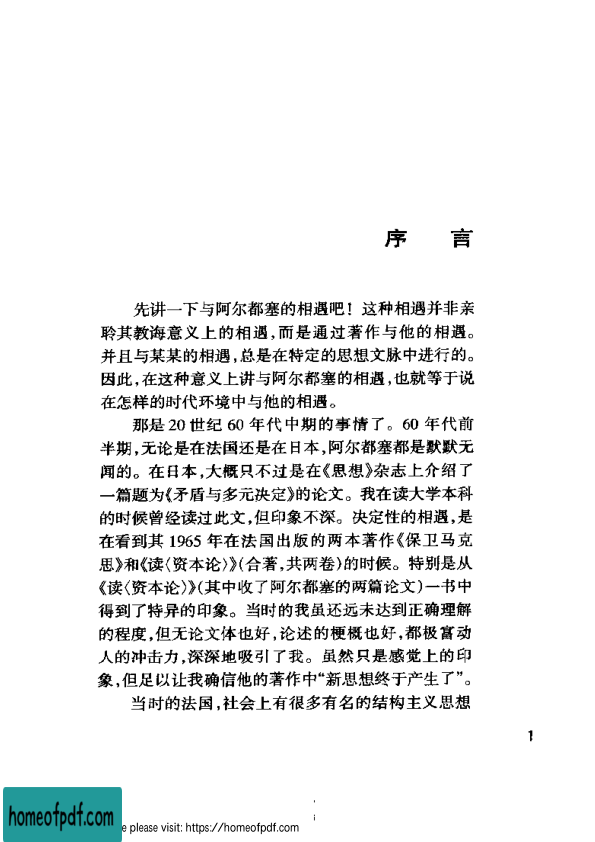 序 言
先讲一下与阿尔都塞的相遇吧！这种相遇并非亲
聆其教诲意义上的相遇,而是通过著作与他的相遇。
并且与某某的相遇,总是在特定的思想文脉中进行的。
因此,在这种意义上讲与阿尔都塞的相遇,也就等于说
在怎样的时代环境中与他的相遇。
那是 20 世纪 60 年代中期的事情了。60 年代前
半期,无论是在法国还是在日本,阿尔都塞都是默默无
闻的。在日本,大概只不过是在《思想》杂志上介绍了
一篇题为《矛盾与多元决定》的论文。我在读大学本科
的时候曾经读过此文,但印象不深。决定性的相遇,是
在看到其 1965 年在法国出版的两本著作《保卫马克
思》和《读〈资本论〉》(合著,共两卷)的时候。特别是从
《读〈资本论〉》(其中收了阿尔都塞的两篇论文)一书中
得到了特异的印象。当时的我虽还远未达到正确理解
的程度,但无论文体也好,论述的梗概也好,都极富动
人的冲击力,深深地吸引了我。虽然只是感觉上的印
象,但足以让我确信他的著作中“新思想终于产生了”。
当时的法国,社会上有很多有名的结构主义思想
1
homeofpdf.com
e please visit: https://homeofpdf.com